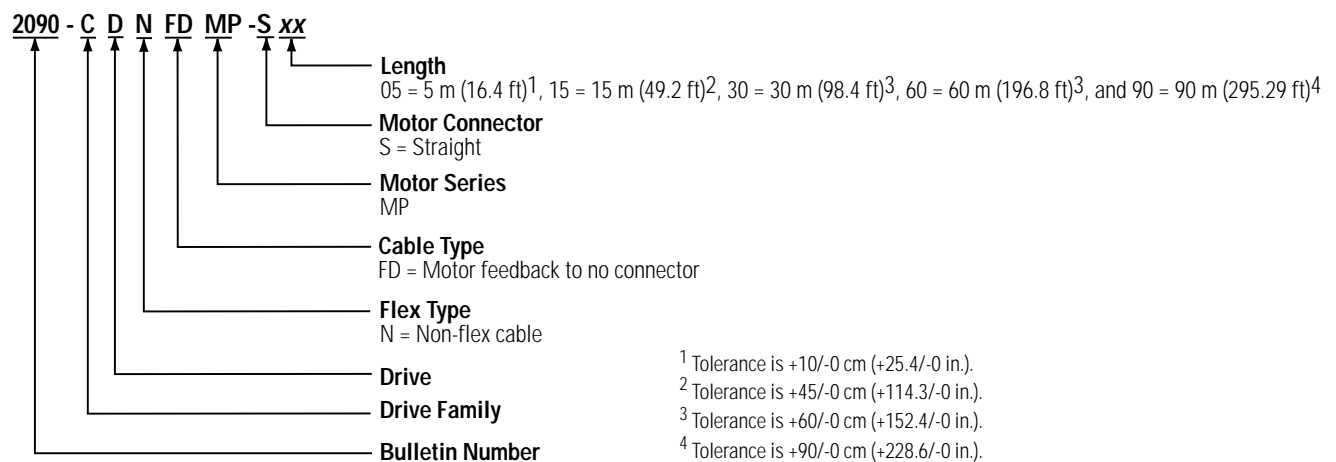 2090 - C D N FD MP -S xx
Length
05 = 5 m (16.4 ft)1, 15 = 15 m (49.2 ft)2, 30 = 30 m (98.4 ft)3, 60 = 60 m (196.8 ft)3, and 90 = 90 m (295.29 ft)4
Motor Connector
S = Straight
Motor Series
MP
Cable Type
FD = Motor feedback to no connector
Flex Type
N = Non-flex cable
Drive
Drive Family
Bulletin Number
1 Tolerance is +10/-0 cm (+25.4/-0 in.).
2 Tolerance is +45/-0 cm (+114.3/-0 in.).
3 Tolerance is +60/-0 cm (+152.4/-0 in.).
4 Tolerance is +90/-0 cm (+228.6/-0 in.).